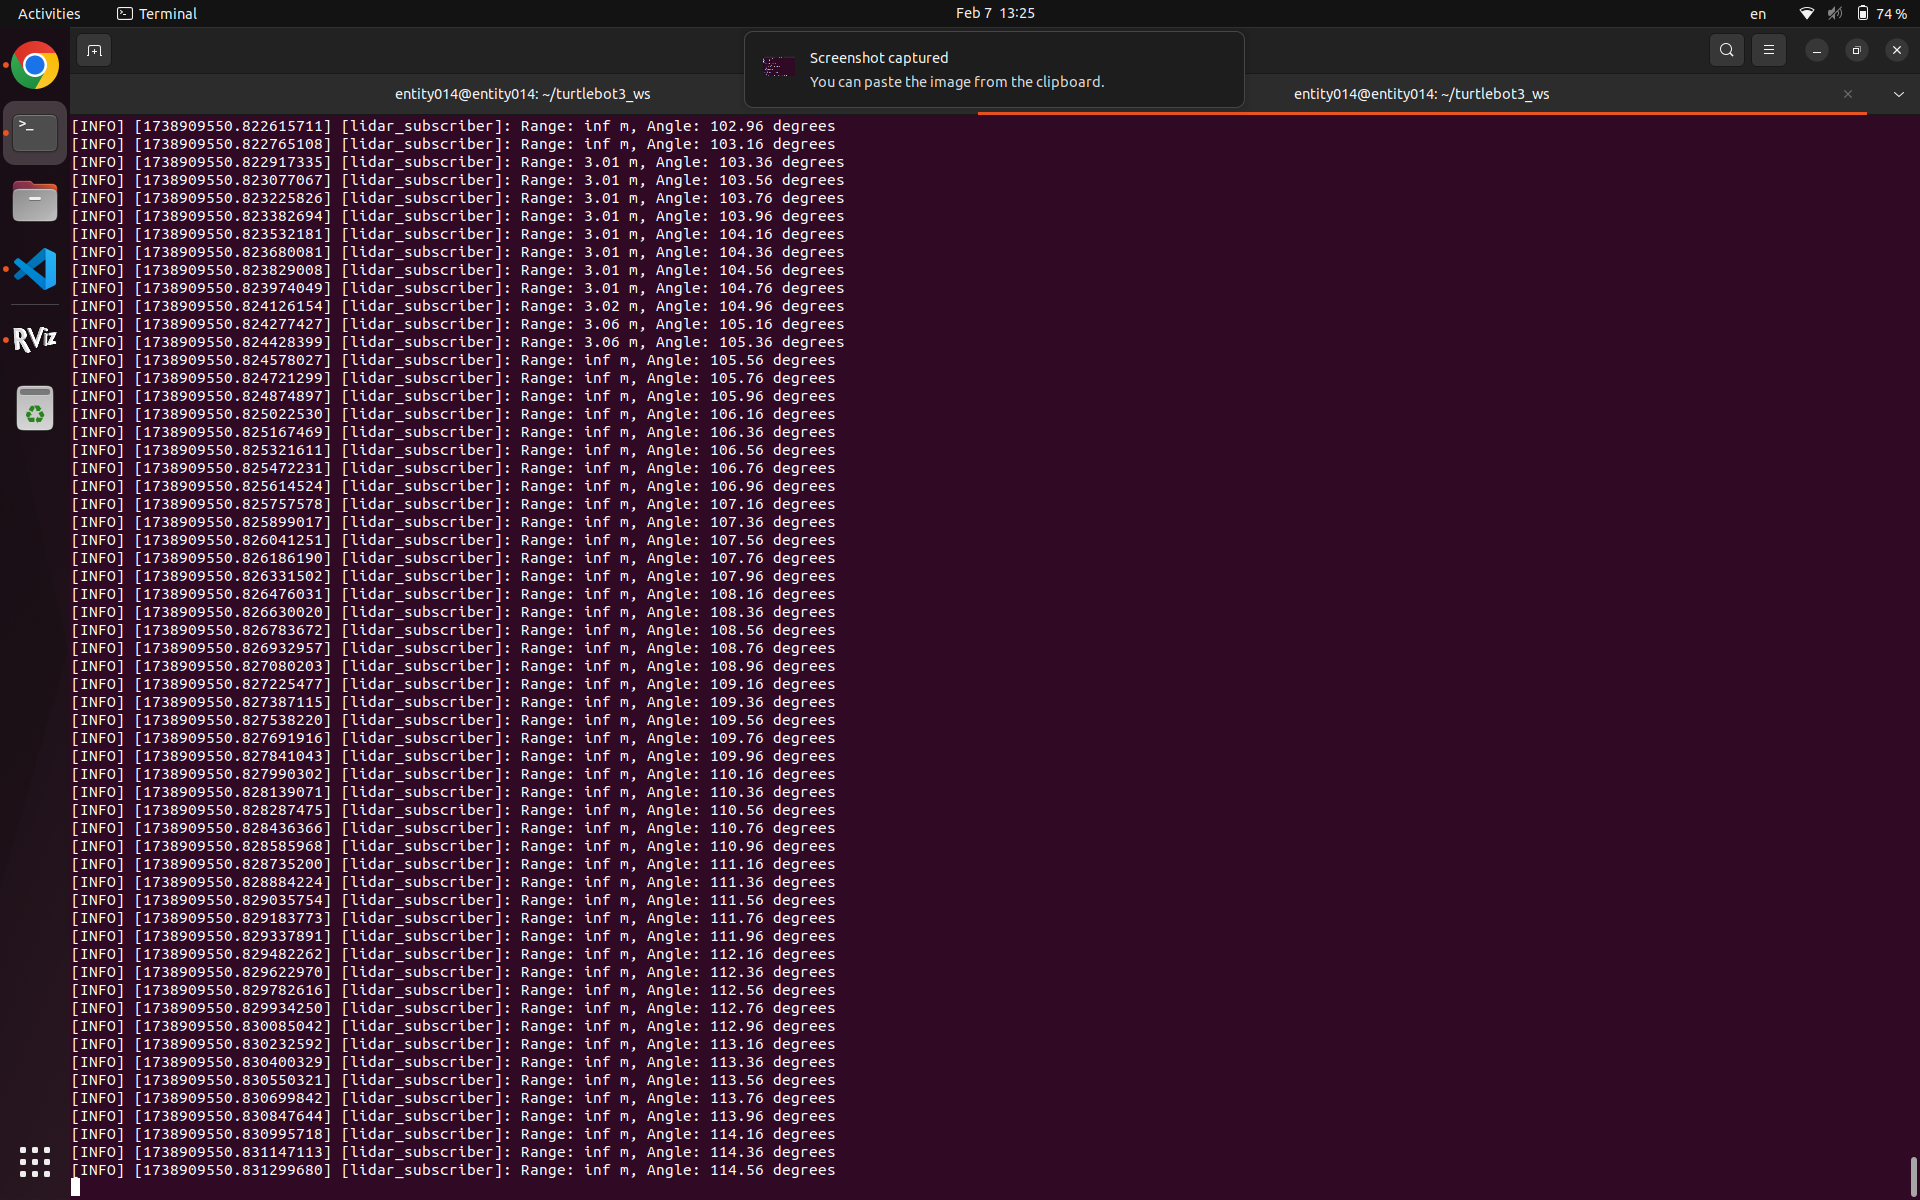 Activities
Terminal
Feb 7 13:25
en
74 %
Screenshot captured
You can paste the image from the clipboard.
entity014@entity014: ~/turtlebot3_ws
entity014@entity014: ~/turtlebot3_ws
RViz
[INFO] [1738909550.822615711] [lidar_subscriber]: Range: inf m, Angle: 102.96 degrees
[INFO] [1738909550.822765108] [lidar_subscriber]: Range: inf m, Angle: 103.16 degrees
[INFO] [1738909550.822917335] [lidar_subscriber]: Range: 3.01 m, Angle: 103.36 degrees
[INFO] [1738909550.823077067] [lidar_subscriber]: Range: 3.01 m, Angle: 103.56 degrees
[INFO] [1738909550.823225826] [lidar_subscriber]: Range: 3.01 m, Angle: 103.76 degrees
[INFO] [1738909550.823382694] [lidar_subscriber]: Range: 3.01 m, Angle: 103.96 degrees
[INFO] [1738909550.823532181] [lidar_subscriber]: Range: 3.01 m, Angle: 104.16 degrees
[INFO] [1738909550.823680081] [lidar_subscriber]: Range: 3.01 m, Angle: 104.36 degrees
[INFO] [1738909550.823829008] [lidar_subscriber]: Range: 3.01 m, Angle: 104.56 degrees
[INFO] [1738909550.823974049] [lidar_subscriber]: Range: 3.01 m, Angle: 104.76 degrees
[INFO] [1738909550.824126154] [lidar_subscriber]: Range: 3.02 m, Angle: 104.96 degrees
[INFO] [1738909550.824277427] [lidar_subscriber]: Range: 3.06 m, Angle: 105.16 degrees
[INFO] [1738909550.824428399] [lidar_subscriber]: Range: 3.06 m, Angle: 105.36 degrees
[INFO] [1738909550.824578027] [lidar_subscriber]: Range: inf m, Angle: 105.56 degrees
[INFO] [1738909550.824721299] [lidar_subscriber]: Range: inf m, Angle: 105.76 degrees
[INFO] [1738909550.824874897] [lidar_subscriber]: Range: inf m, Angle: 105.96 degrees
[INFO] [1738909550.825022530] [lidar_subscriber]: Range: inf m, Angle: 106.16 degrees
[INFO] [1738909550.825167469] [lidar_subscriber]: Range: inf m, Angle: 106.36 degrees
[INFO] [1738909550.825321611] [lidar_subscriber]: Range: inf m, Angle: 106.56 degrees
[INFO] [1738909550.825472231] [lidar_subscriber]: Range: inf m, Angle: 106.76 degrees
[INFO] [1738909550.825614524] [lidar_subscriber]: Range: inf m, Angle: 106.96 degrees
[INFO] [1738909550.825757578] [lidar_subscriber]: Range: inf m, Angle: 107.16 degrees
[INFO] [1738909550.825899017] [lidar_subscriber]: Range: inf m, Angle: 107.36 degrees
[INFO] [1738909550.826041251] [lidar_subscriber]: Range: inf m, Angle: 107.56 degrees
[INFO] [1738909550.826186190] [lidar_subscriber]: Range: inf m, Angle: 107.76 degrees
[INFO] [1738909550.826331502] [lidar_subscriber]: Range: inf m, Angle: 107.96 degrees
[INFO] [1738909550.826476031] [lidar_subscriber]: Range: inf m, Angle: 108.16 degrees
[INFO] [1738909550.826630020] [lidar_subscriber]: Range: inf m, Angle: 108.36 degrees
[INFO] [1738909550.826783672] [lidar_subscriber]: Range: inf m, Angle: 108.56 degrees
[INFO] [1738909550.826932957] [lidar_subscriber]: Range: inf m, Angle: 108.76 degrees
[INFO] [1738909550.827080203] [lidar_subscriber]: Range: inf m, Angle: 108.96 degrees
[INFO] [1738909550.827225477] [lidar_subscriber]: Range: inf m, Angle: 109.16 degrees
[INFO] [1738909550.827387115] [lidar_subscriber]: Range: inf m, Angle: 109.36 degrees
[INFO] [1738909550.827538220] [lidar_subscriber]: Range: inf m, Angle: 109.56 degrees
[INFO] [1738909550.827691916] [lidar_subscriber]: Range: inf m, Angle: 109.76 degrees
[INFO] [1738909550.827841043] [lidar_subscriber]: Range: inf m, Angle: 109.96 degrees
[INFO] [1738909550.827990302] [lidar_subscriber]: Range: inf m, Angle: 110.16 degrees
[INFO] [1738909550.828139071] [lidar_subscriber]: Range: inf m, Angle: 110.36 degrees
[INFO] [1738909550.828287475] [lidar_subscriber]: Range: inf m, Angle: 110.56 degrees
[INFO] [1738909550.828436366] [lidar_subscriber]: Range: inf m, Angle: 110.76 degrees
[INFO] [1738909550.828585968] [lidar_subscriber]: Range: inf m, Angle: 110.96 degrees
[INFO] [1738909550.828735200] [lidar_subscriber]: Range: inf m, Angle: 111.16 degrees
[INFO] [1738909550.828884224] [lidar_subscriber]: Range: inf m, Angle: 111.36 degrees
[INFO] [1738909550.829035754] [lidar_subscriber]: Range: inf m, Angle: 111.56 degrees
[INFO] [1738909550.829183773] [lidar_subscriber]: Range: inf m, Angle: 111.76 degrees
[INFO] [1738909550.829337891] [lidar_subscriber]: Range: inf m, Angle: 111.96 degrees
[INFO] [1738909550.829482262] [lidar_subscriber]: Range: inf m, Angle: 112.16 degrees
[INFO] [1738909550.829622970] [lidar_subscriber]: Range: inf m, Angle: 112.36 degrees
[INFO] [1738909550.829782616] [lidar_subscriber]: Range: inf m, Angle: 112.56 degrees
[INFO] [1738909550.829934250] [lidar_subscriber]: Range: inf m, Angle: 112.76 degrees
[INFO] [1738909550.830085042] [lidar_subscriber]: Range: inf m, Angle: 112.96 degrees
[INFO] [1738909550.830232592] [lidar_subscriber]: Range: inf m, Angle: 113.16 degrees
[INFO] [1738909550.830400329] [lidar_subscriber]: Range: inf m, Angle: 113.36 degrees
[INFO] [1738909550.830550321] [lidar_subscriber]: Range: inf m, Angle: 113.56 degrees
[INFO] [1738909550.830699842] [lidar_subscriber]: Range: inf m, Angle: 113.76 degrees
[INFO] [1738909550.830847644] [lidar_subscriber]: Range: inf m, Angle: 113.96 degrees
[INFO] [1738909550.830995718] [lidar_subscriber]: Range: inf m, Angle: 114.16 degrees
[INFO] [1738909550.831147113] [lidar_subscriber]: Range: inf m, Angle: 114.36 degrees
[INFO] [1738909550.831299680] [lidar_subscriber]: Range: inf m, Angle: 114.56 degrees